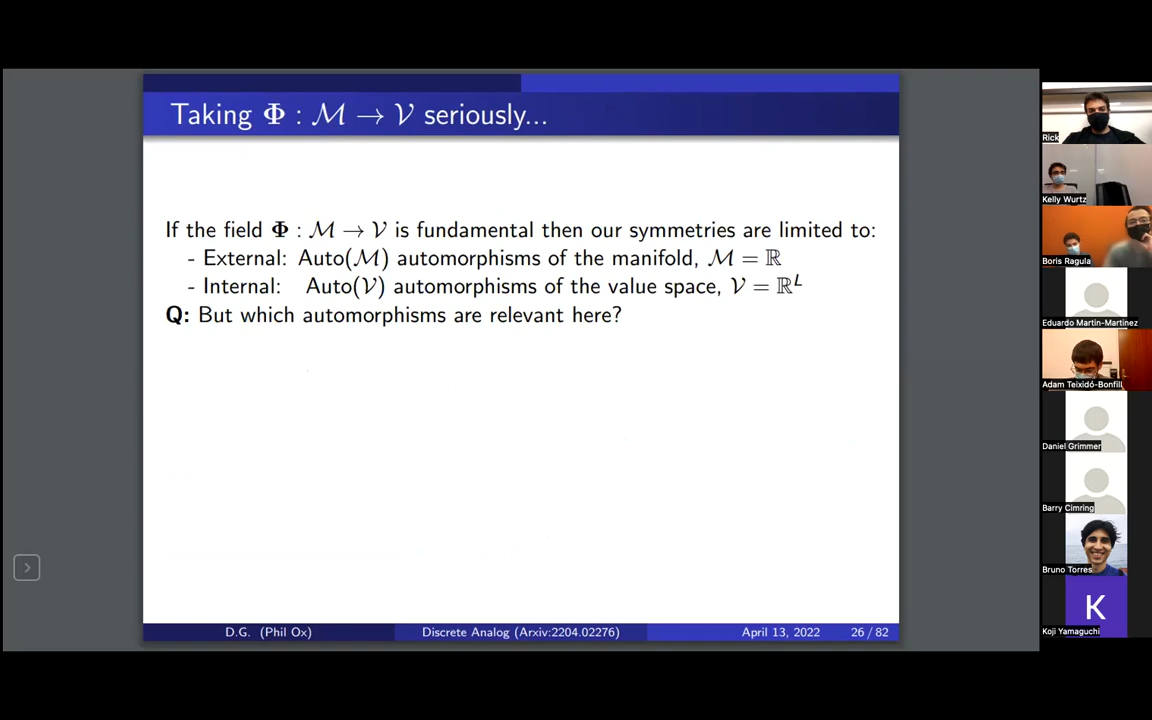 Taking Φ : ℳ → 𝒱 seriously...
If the field Φ : ℳ → 𝒱 is fundamental then our symmetries are limited to:
- External: Auto(ℳ) automorphisms of the manifold, ℳ = ℝ
- Internal: Auto(𝒱) automorphisms of the value space, 𝒱 = ℝᴸ
Q: But which automorphisms are relevant here?
D.G. (Phil Ox) Discrete Analog (Arxiv:2204.02276) April 13, 2022 26 / 82
Rick
Kelly Wurtz
Boris Ragula
Eduardo Martin-Martinez
Adam Teixidó-Bonfill
Daniel Grimmer
Barry Cimring
Bruno Torres
K
Koji Yamaguchi